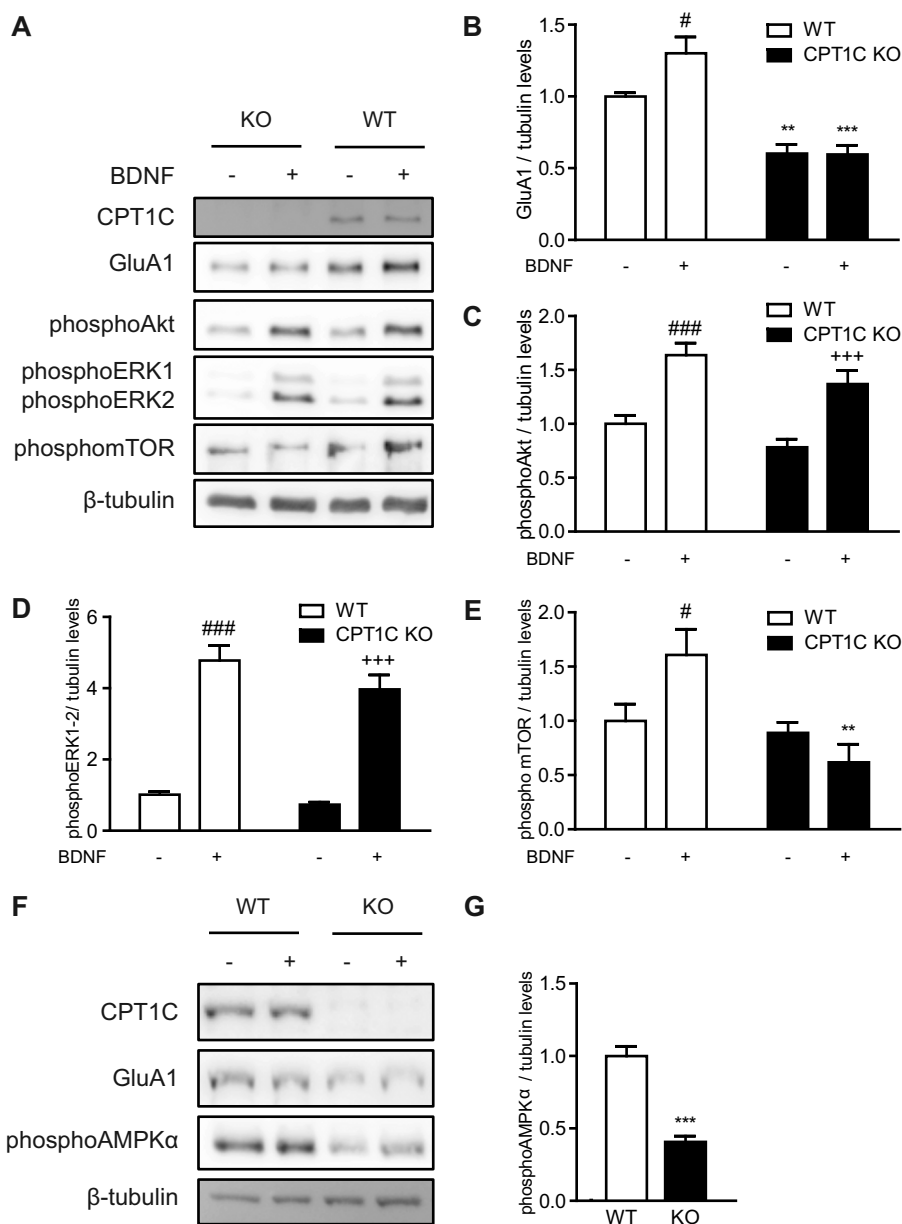 A
KO WT
BDNF - + - +
CPT1C
GluA1
phosphoAkt
phosphoERK1
phosphoERK2
phosphomTOR
β-tubulin
B
GluA1 / tubulin levels
1.5
1.0
0.5
0.0
#
** ***
WT
CPT1C KO
BDNF - + - +
C
phosphoAkt / tubulin levels
2.0
1.5
1.0
0.5
0.0
###
+++
WT
CPT1C KO
BDNF - + - +
D
phosphoERK1-2/ tubulin levels
6
4
2
0
###
+++
WT
CPT1C KO
BDNF - + - +
E
phospho mTOR / tubulin levels
2.0
1.5
1.0
0.5
0.0
#
**
WT
CPT1C KO
BDNF - + - +
F
WT KO
- + - +
CPT1C
GluA1
phosphoAMPKα
β-tubulin
G
phosphoAMPKα / tubulin levels
1.5
1.0
0.5
0.0
***
WT KO